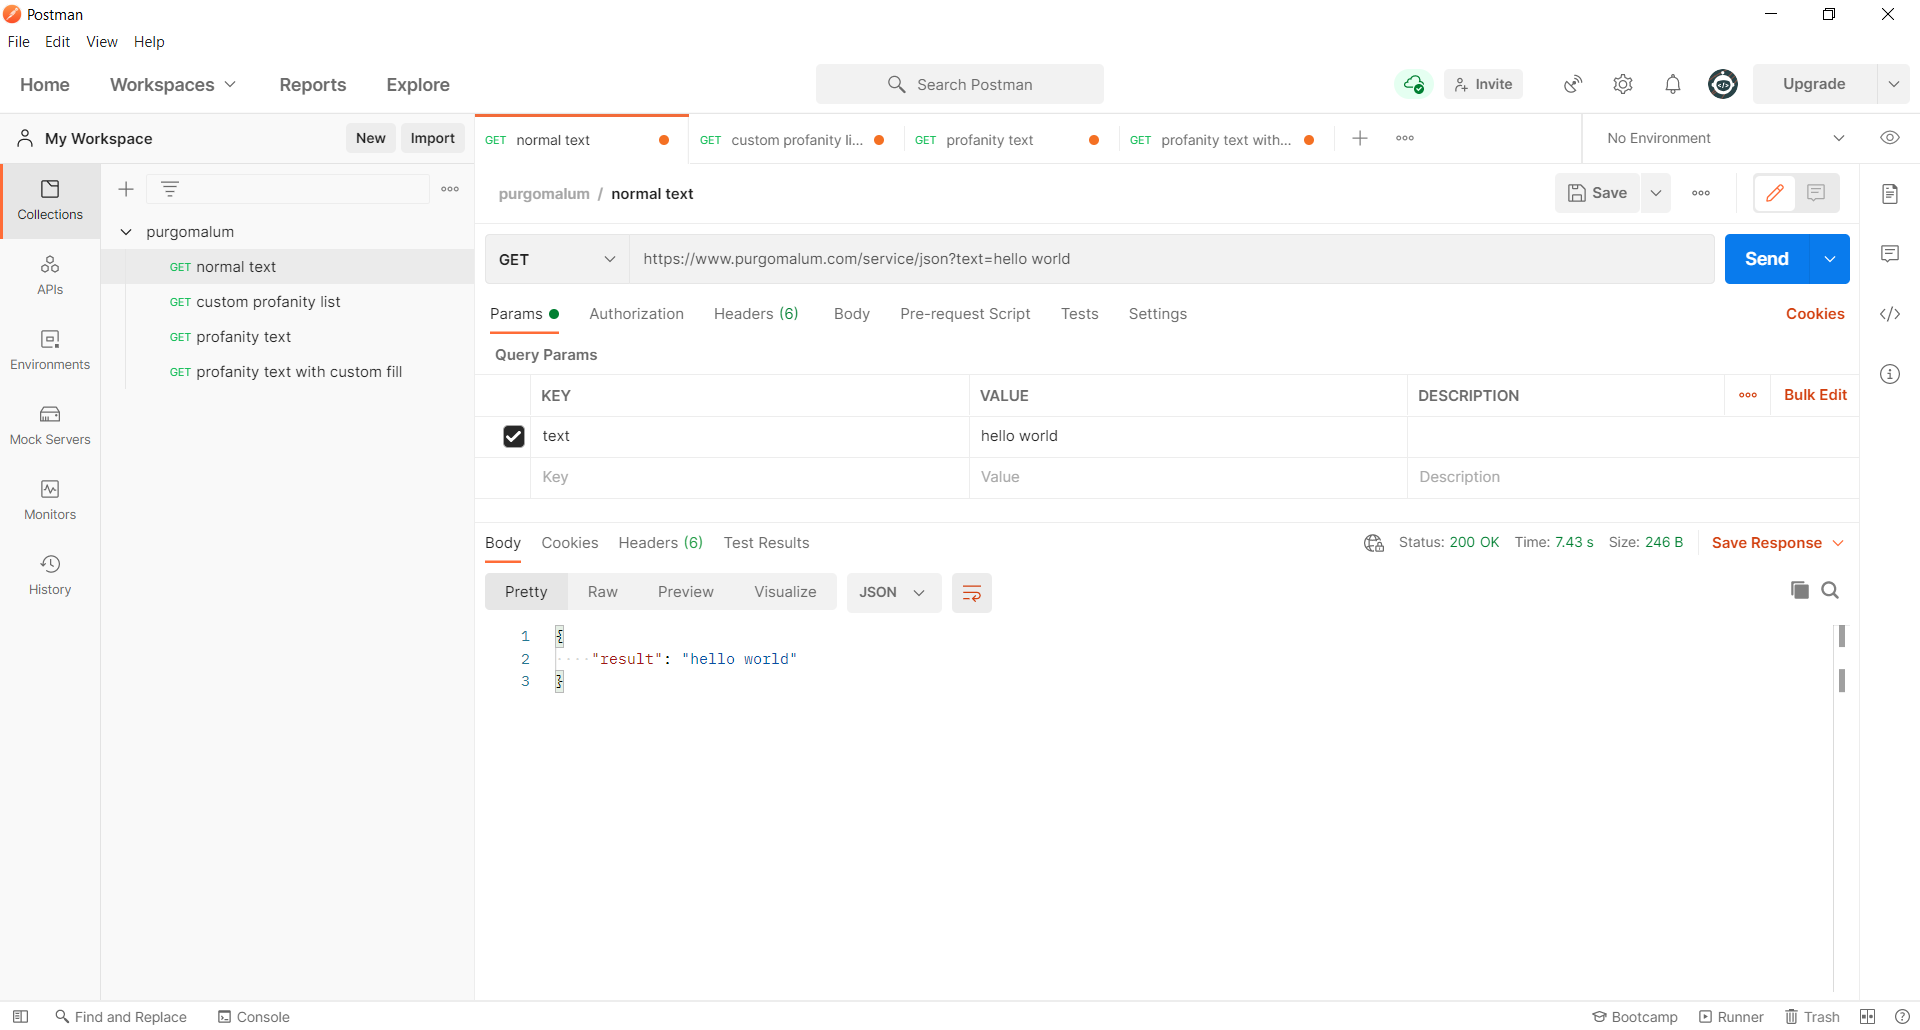 Postman
File Edit View Help
Home Workspaces Reports Explore Search Postman Invite Upgrade
My Workspace New Import
GET normal text GET custom profanity li... GET profanity text GET profanity text with... No Environment
Collections
APIs
Environments
Mock Servers
Monitors
History
purgomalum
GET normal text
GET custom profanity list
GET profanity text
GET profanity text with custom fill
purgomalum / normal text Save
GET https://www.purgomalum.com/service/json?text=hello world Send
Params Authorization Headers (6) Body Pre-request Script Tests Settings Cookies
Query Params
KEY VALUE DESCRIPTION Bulk Edit
text hello world
Key Value Description
Body Cookies Headers (6) Test Results Status: 200 OK Time: 7.43 s Size: 246 B Save Response
Pretty Raw Preview Visualize JSON
1 {
2 "result": "hello world"
3 }
Find and Replace Console Bootcamp Runner Trash